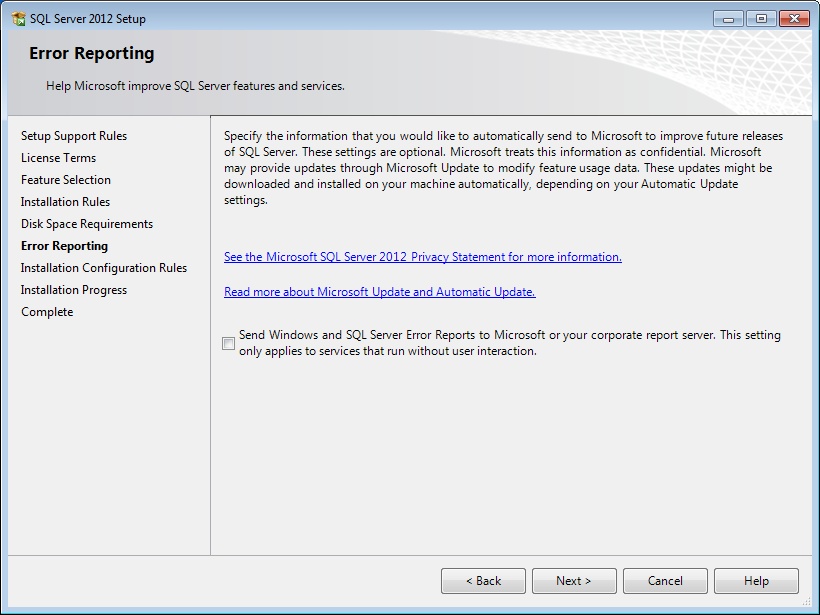 SQL Server 2012 Setup
Error Reporting
Help Microsoft improve SQL Server features and services.
Setup Support Rules
License Terms
Feature Selection
Installation Rules
Disk Space Requirements
Error Reporting
Installation Configuration Rules
Installation Progress
Complete
Specify the information that you would like to automatically send to Microsoft to improve future releases
of SQL Server. These settings are optional. Microsoft treats this information as confidential. Microsoft
may provide updates through Microsoft Update to modify feature usage data. These updates might be
downloaded and installed on your machine automatically, depending on your Automatic Update
settings.
See the Microsoft SQL Server 2012 Privacy Statement for more information.
Read more about Microsoft Update and Automatic Update.
Send Windows and SQL Server Error Reports to Microsoft or your corporate report server. This setting
only applies to services that run without user interaction.
< Back
Next >
Cancel
Help